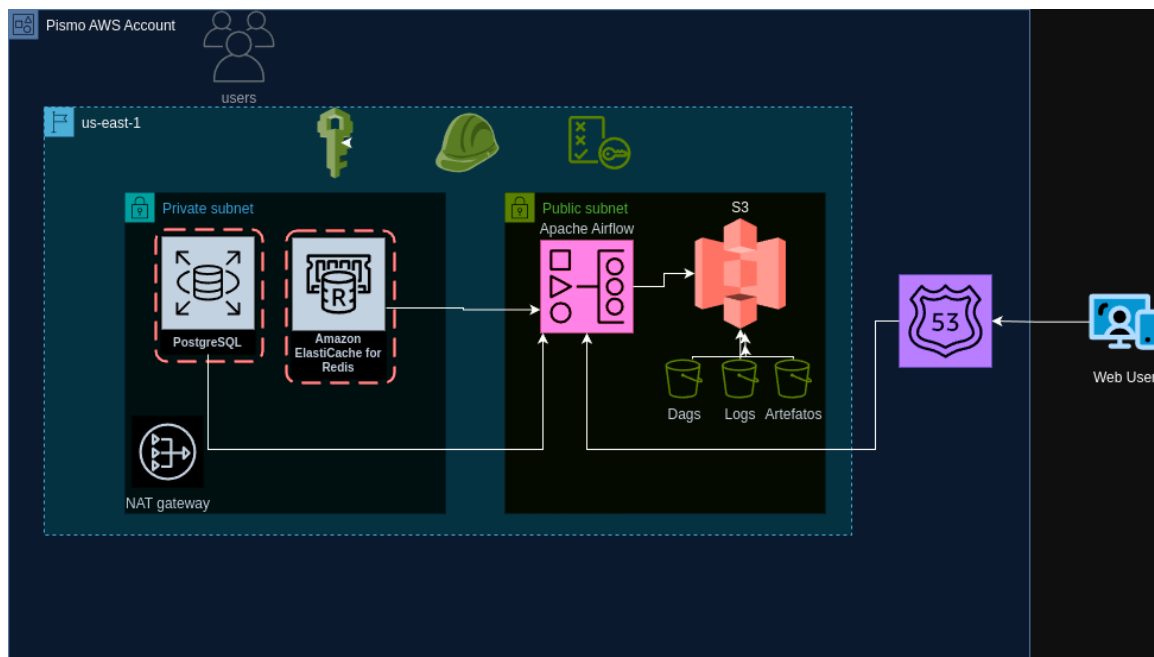 Pismo AWS Account
users
us-east-1
Private subnet
Public subnet
S3
Apache Airflow
PostgreSQL
R
Amazon
ElastiCache for
Redis
53
Web User
Dags
Logs
Artefatos
NAT gateway